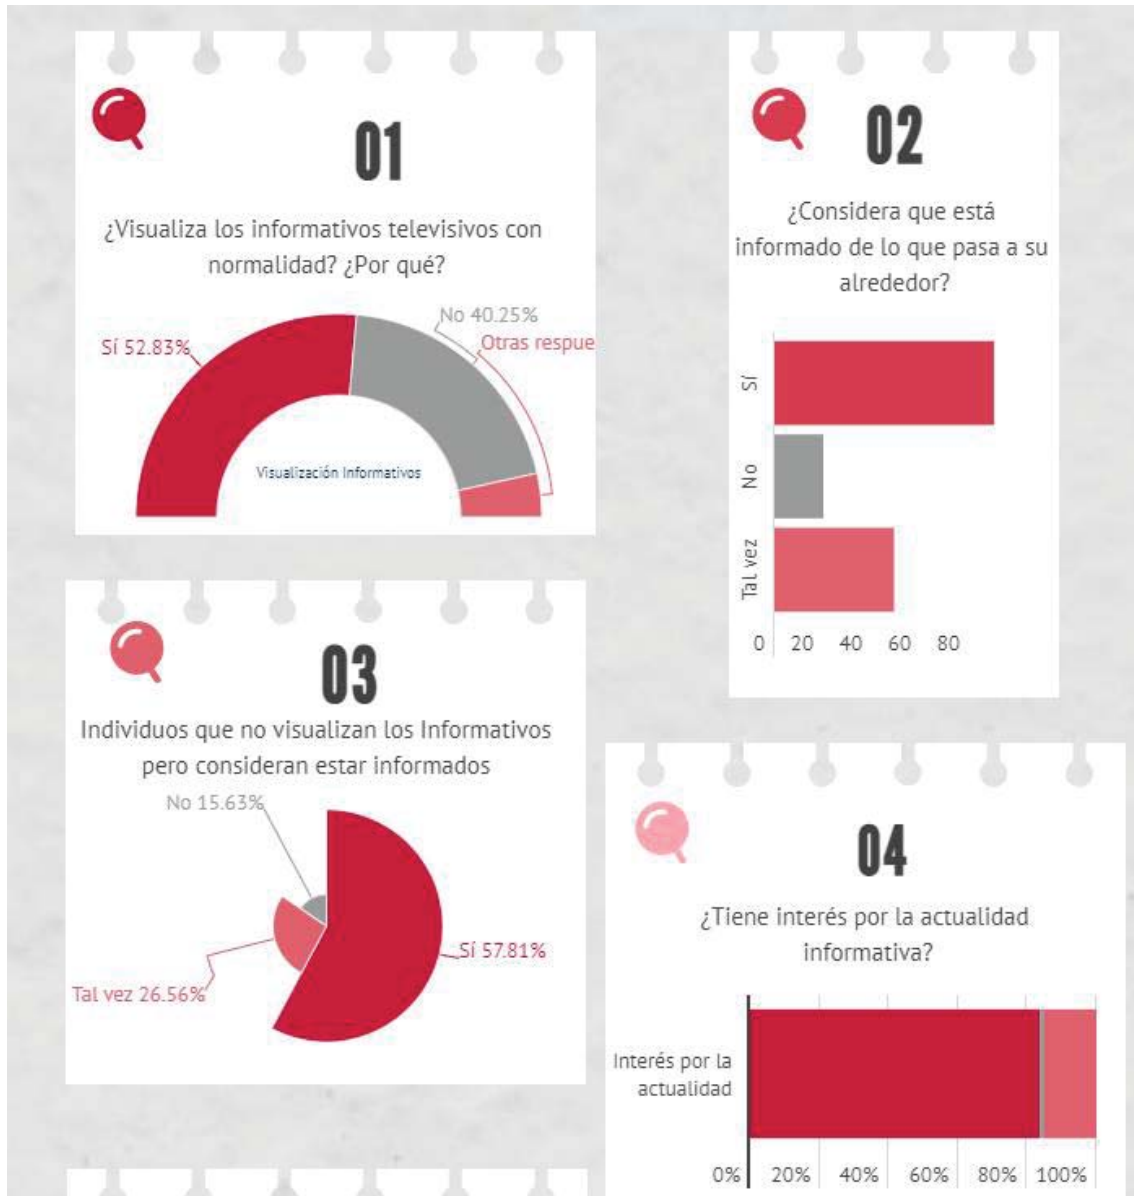 01
¿Visualiza los informativos televisivos con
normalidad? ¿Por qué?
Sí 52.83%
No 40.25%
Otras respue
Visualización Informativos
02
¿Considera que está
informado de lo que pasa a su
alrededor?
Sí
No
Tal vez
0 20 40 60 80
03
Individuos que no visualizan los Informativos
pero consideran estar informados
No 15.63%
Sí 57.81%
Tal vez 26.56%
04
¿Tiene interés por la actualidad
informativa?
Interés por la
actualidad
0% 20% 40% 60% 80% 100%